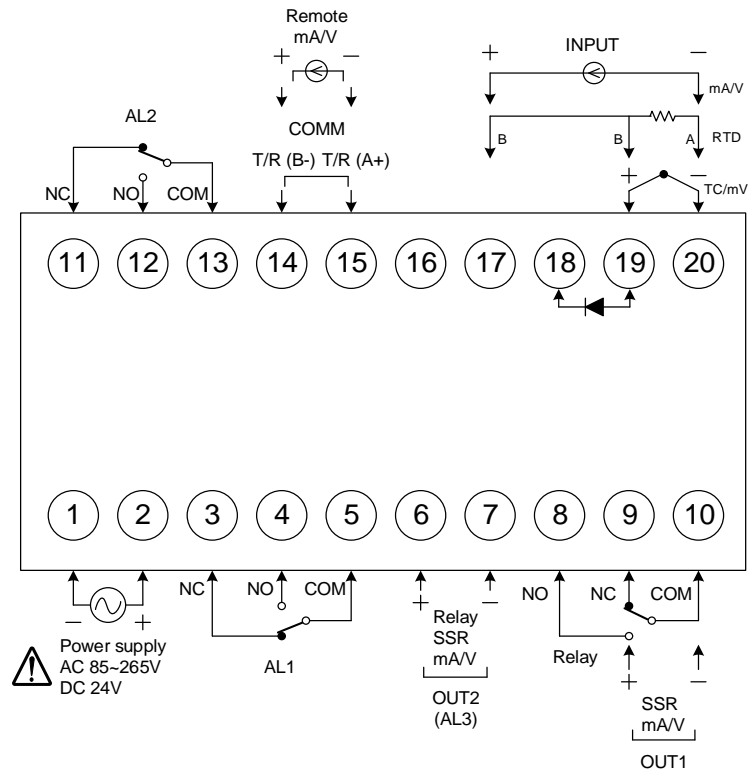 Remote
mA/V
+ −
INPUT
+ −
mA/V
AL2
COMM
B B A RTD
T/R (B-) T/R (A+)
+ −
TC/mV
NC NO COM
11 12 13 14 15 16 17 18 19 20
1 2 3 4 5 6 7 8 9 10
NC NO COM
NO NC COM
− +
+ −
Power supply
AC 85~265V
DC 24V
AL1
Relay
SSR
mA/V
OUT2
(AL3)
Relay
+ −
SSR
mA/V
OUT1